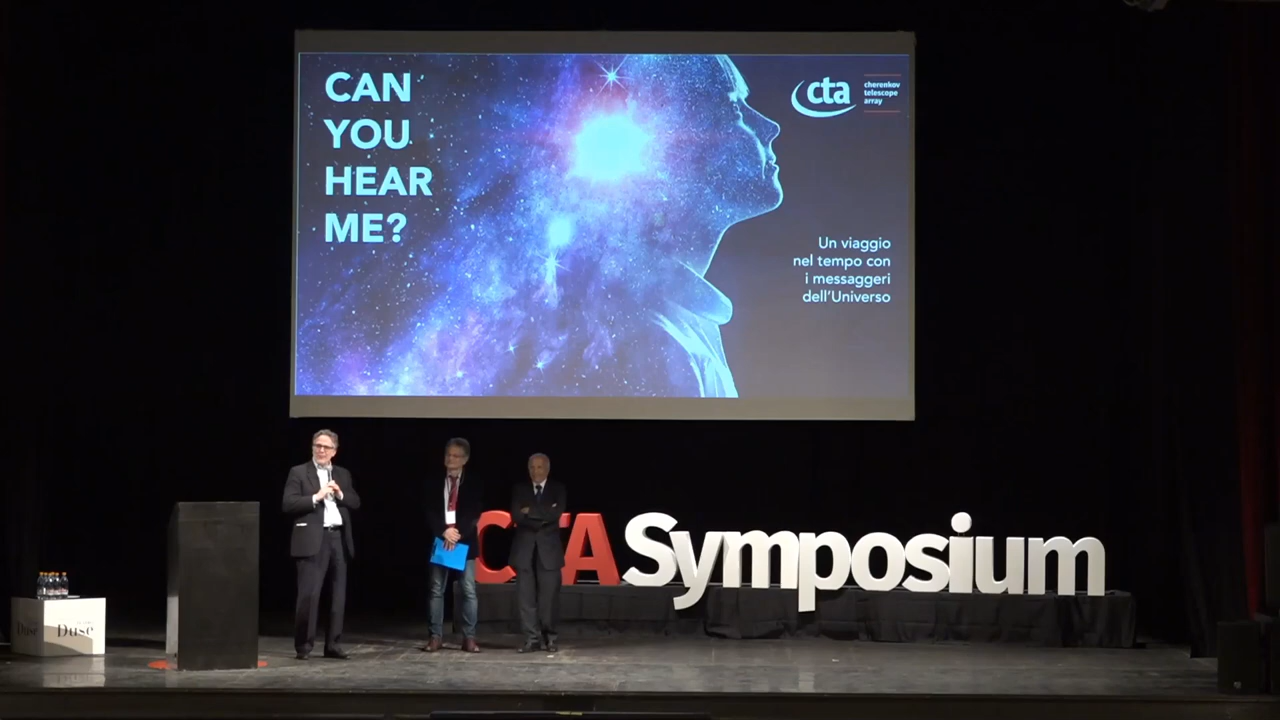 CAN
YOU
HEAR
ME?
cta
cherenkov
telescope
array
Un viaggio
nel tempo con
i messaggeri
dell'Universo
CTA Symposium
Duse
Duse